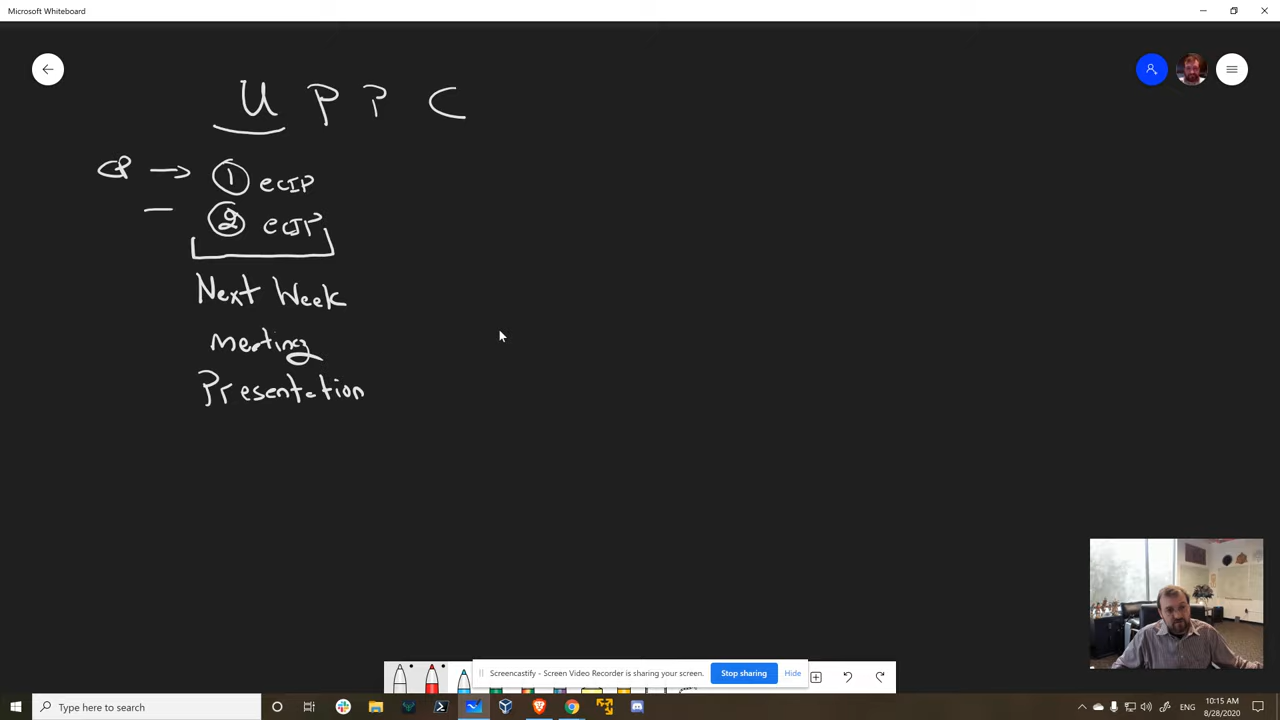 Microsoft Whiteboard
U P P C
→ 1 ecIP
— 2 ecIP
Next Week
Meeting
Presentation
Screencastify - Screen Video Recorder is sharing your screen.
Stop sharing
Hide
Type here to search
ENG
10:15 AM
8/28/2020